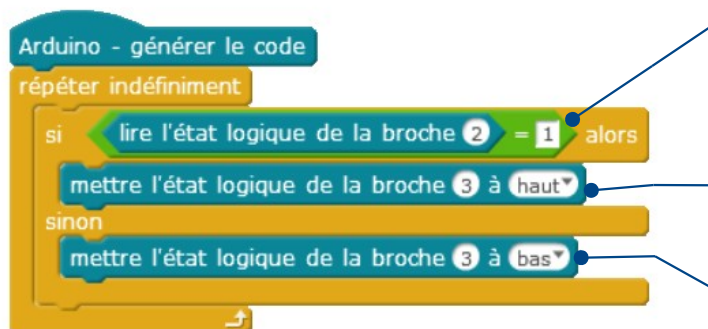 Arduino - générer le code
répéter indéfiniment
si lire l'état logique de la broche 2 = 1 alors
mettre l'état logique de la broche 3 à haut
sinon
mettre l'état logique de la broche 3 à bas